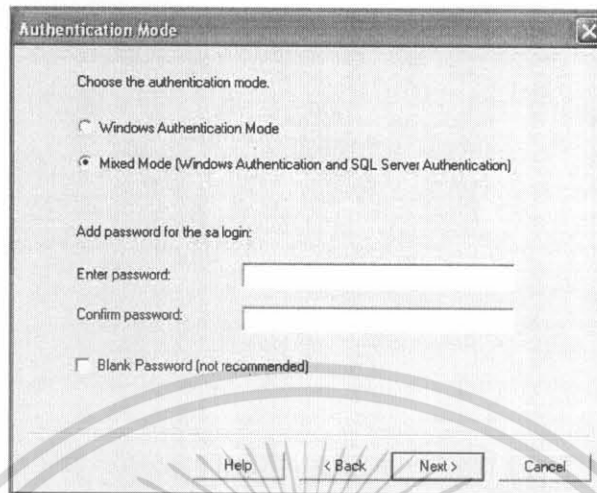 Authentication Mode
Choose the authentication mode.
Windows Authentication Mode
Mixed Mode (Windows Authentication and SQL Server Authentication)
Add password for the sa login:
Enter password:
Confirm password:
Blank Password (not recommended)
Help
< Back
Next >
Cancel